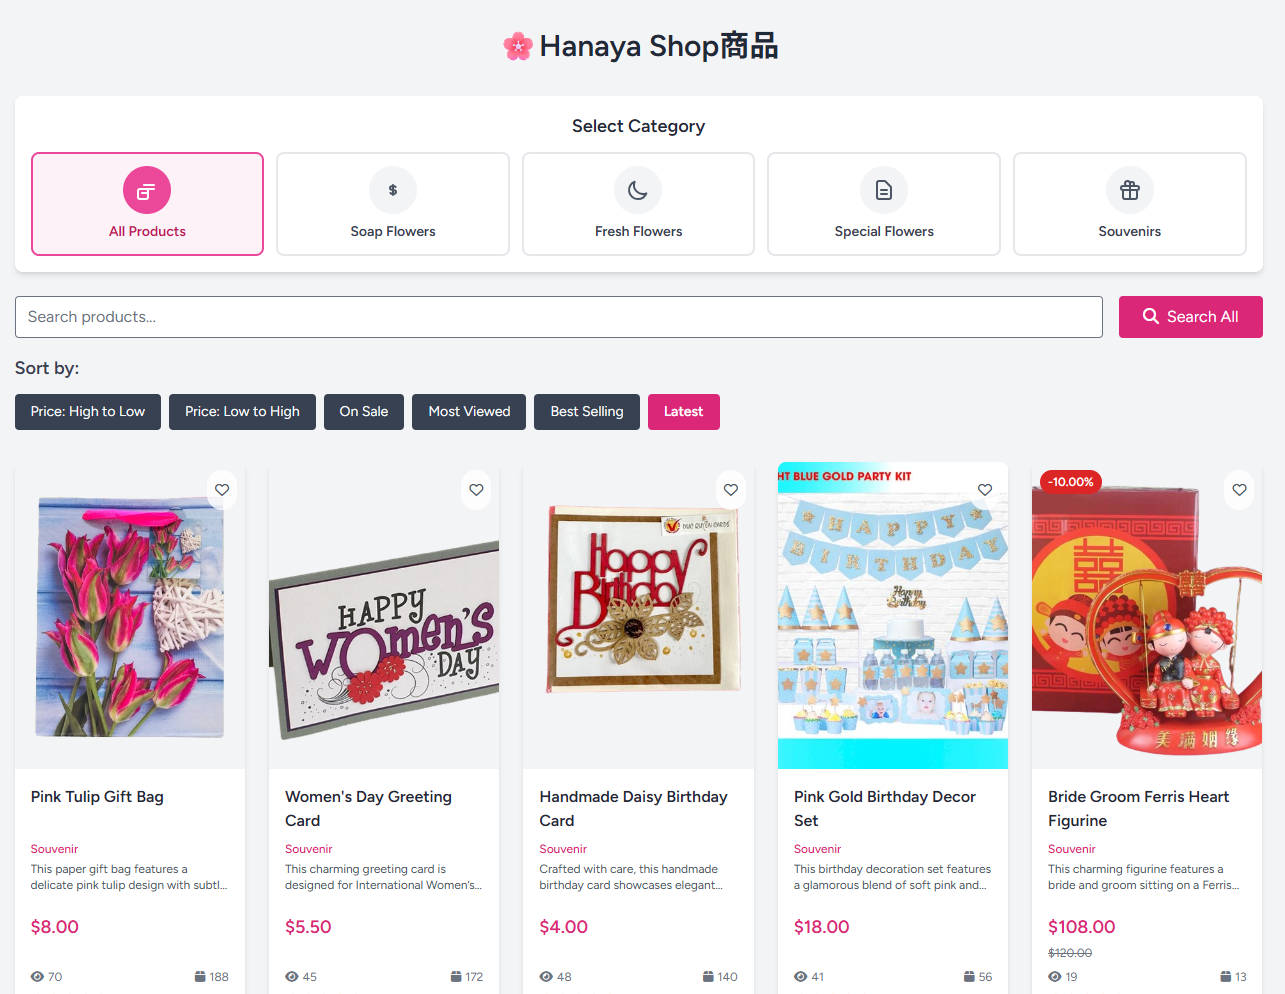 Hanaya Shop商品
Select Category
All Products
Soap Flowers
Fresh Flowers
Special Flowers
Souvenirs
Search products...
Search All
Sort by:
Price: High to Low
Price: Low to High
On Sale
Most Viewed
Best Selling
Latest
HAPPY
WOMEN'S
DAY
DUC QUYEN CARDS
Happy
Birthday
HT BLUE GOLD PARTY KIT
HAPPY
BIRTHDAY
Happy
Birthday
-10.00%
囍
囍
美满姻缘
Pink Tulip Gift Bag
Souvenir
This paper gift bag features a
delicate pink tulip design with subtl...
$8.00
70
188
Women's Day Greeting
Card
Souvenir
This charming greeting card is
designed for International Women's...
$5.50
45
172
Handmade Daisy Birthday
Card
Souvenir
Crafted with care, this handmade
birthday card showcases elegant...
$4.00
48
140
Pink Gold Birthday Decor
Set
Souvenir
This birthday decoration set features
a glamorous blend of soft pink and...
$18.00
41
56
Bride Groom Ferris Heart
Figurine
Souvenir
This charming figurine features a
bride and groom sitting on a Ferris...
$108.00
$120.00
19
13